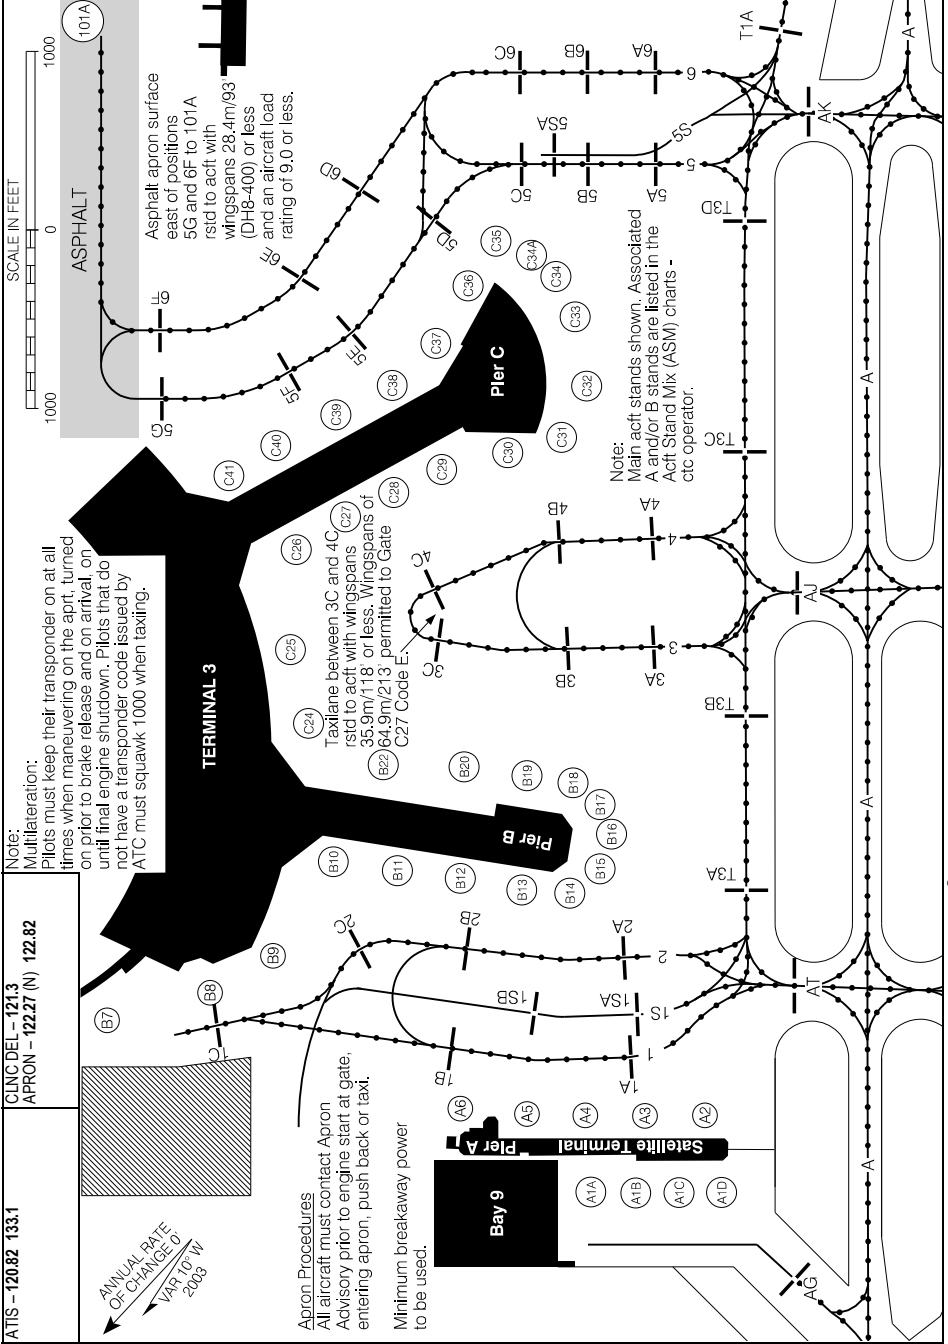 ATIS – 120.82 133.1
CLNC DEL – 121.3
APRON – 122.27 (N) 122.82
Note:
Multilateration:
Pilots must keep their transponder on at all
times when maneuvering on the aprt, turned
on prior to brake release and on arrival, on
until final engine shutdown. Pilots that do
not have a transponder code issued by
ATC must squawk 1000 when taxiing.
SCALE IN FEET
1000
0
1000
ASPHALT
101A
Asphalt apron surface
east of positions
5G and 6F to 101A
rstd to acft with
wingspans 28.4m/93'
(DH8-400) or less
and an aircraft load
rating of 9.0 or less.
ANNUAL RATE
OF CHANGE 0'
VAR 10° W
2003
Apron Procedures
All aircraft must contact Apron
Advisory prior to engine start at gate,
entering apron, push back or taxi.
Minimum breakaway power
to be used.
TERMINAL 3
Pier B
Pier C
Bay 9
Pier A
Satellite Terminal
Taxilane between 3C and 4C
rstd to acft with wingspans
35.9m/118' or less. Wingspans of
64.9m/213' permitted to Gate
C27 Code E.
Note:
Main acft stands shown. Associated
A and/or B stands are listed in the
Acft Stand Mix (ASM) charts -
ctc operator.
B7
B8
B9
B10
B11
B12
B13
B14
B15
B16
B17
B18
B19
B20
B22
C24
C25
C26
C27
C28
C29
C30
C31
C32
C33
C34
C34A
C35
C36
C37
C38
C39
C40
C41
A6
A5
A4
A3
A2
A1A
A1B
A1C
A1D
1C
1B
1A
1
1SB
1SA
1S
2C
2B
2A
2
3C
3B
3A
3
4C
4B
4A
4
5G
5F
5E
5D
5C
5SA
5B
5A
5S
5
6F
6E
6D
6C
6B
6A
6
T3A
T3B
T3C
T3D
T1A
AG
AT
AJ
AK
A
A
A
A